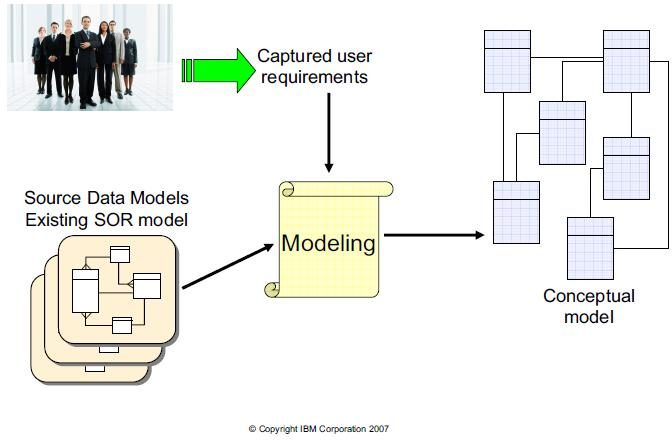 Captured user
requirements
Source Data Models
Existing SOR model
Modeling
Conceptual
model
© Copyright IBM Corporation 2007